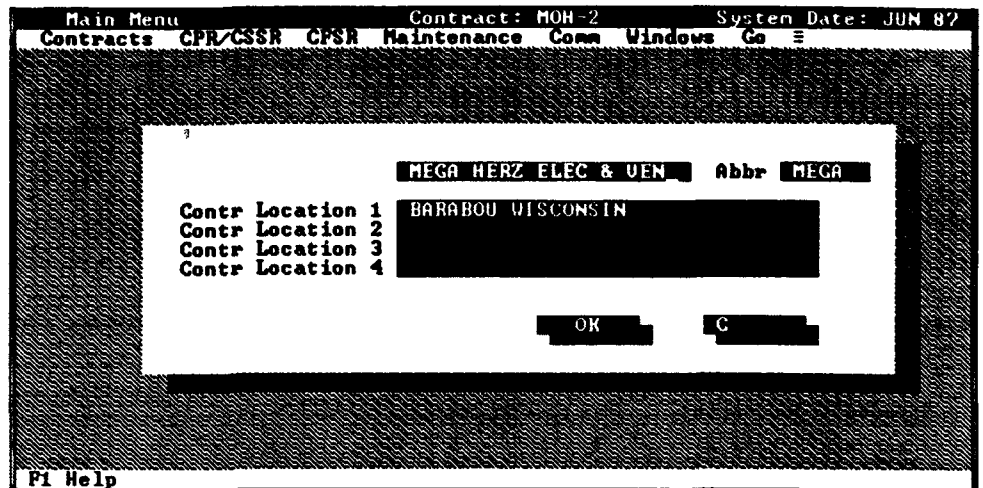 Main Menu Contract: MOH-2 System Date: JUN 87
Contracts CPR/CSSR CFSR Maintenance Comm Windows Go ≡
MEGA HERZ ELEC & VEN Abbr MEGA
Contr Location 1 BARABOU WISCONSIN
Contr Location 2
Contr Location 3
Contr Location 4
OK C
F1 Help